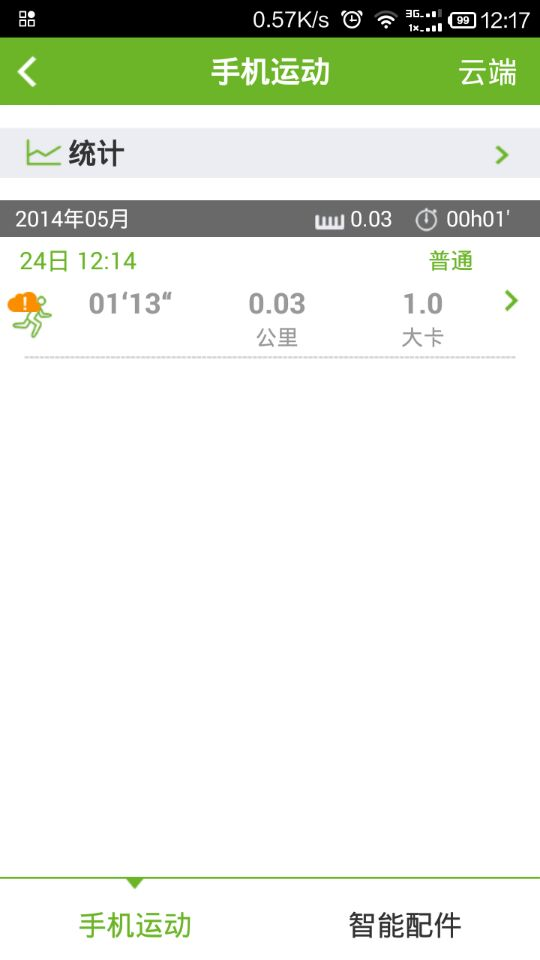 0.57K/s 3G 1x 99 12:17
手机运动 云端
统计
2014年05月 0.03 00h01'
24日 12:14 普通
01‘13“ 0.03 1.0
公里 大卡
手机运动 智能配件